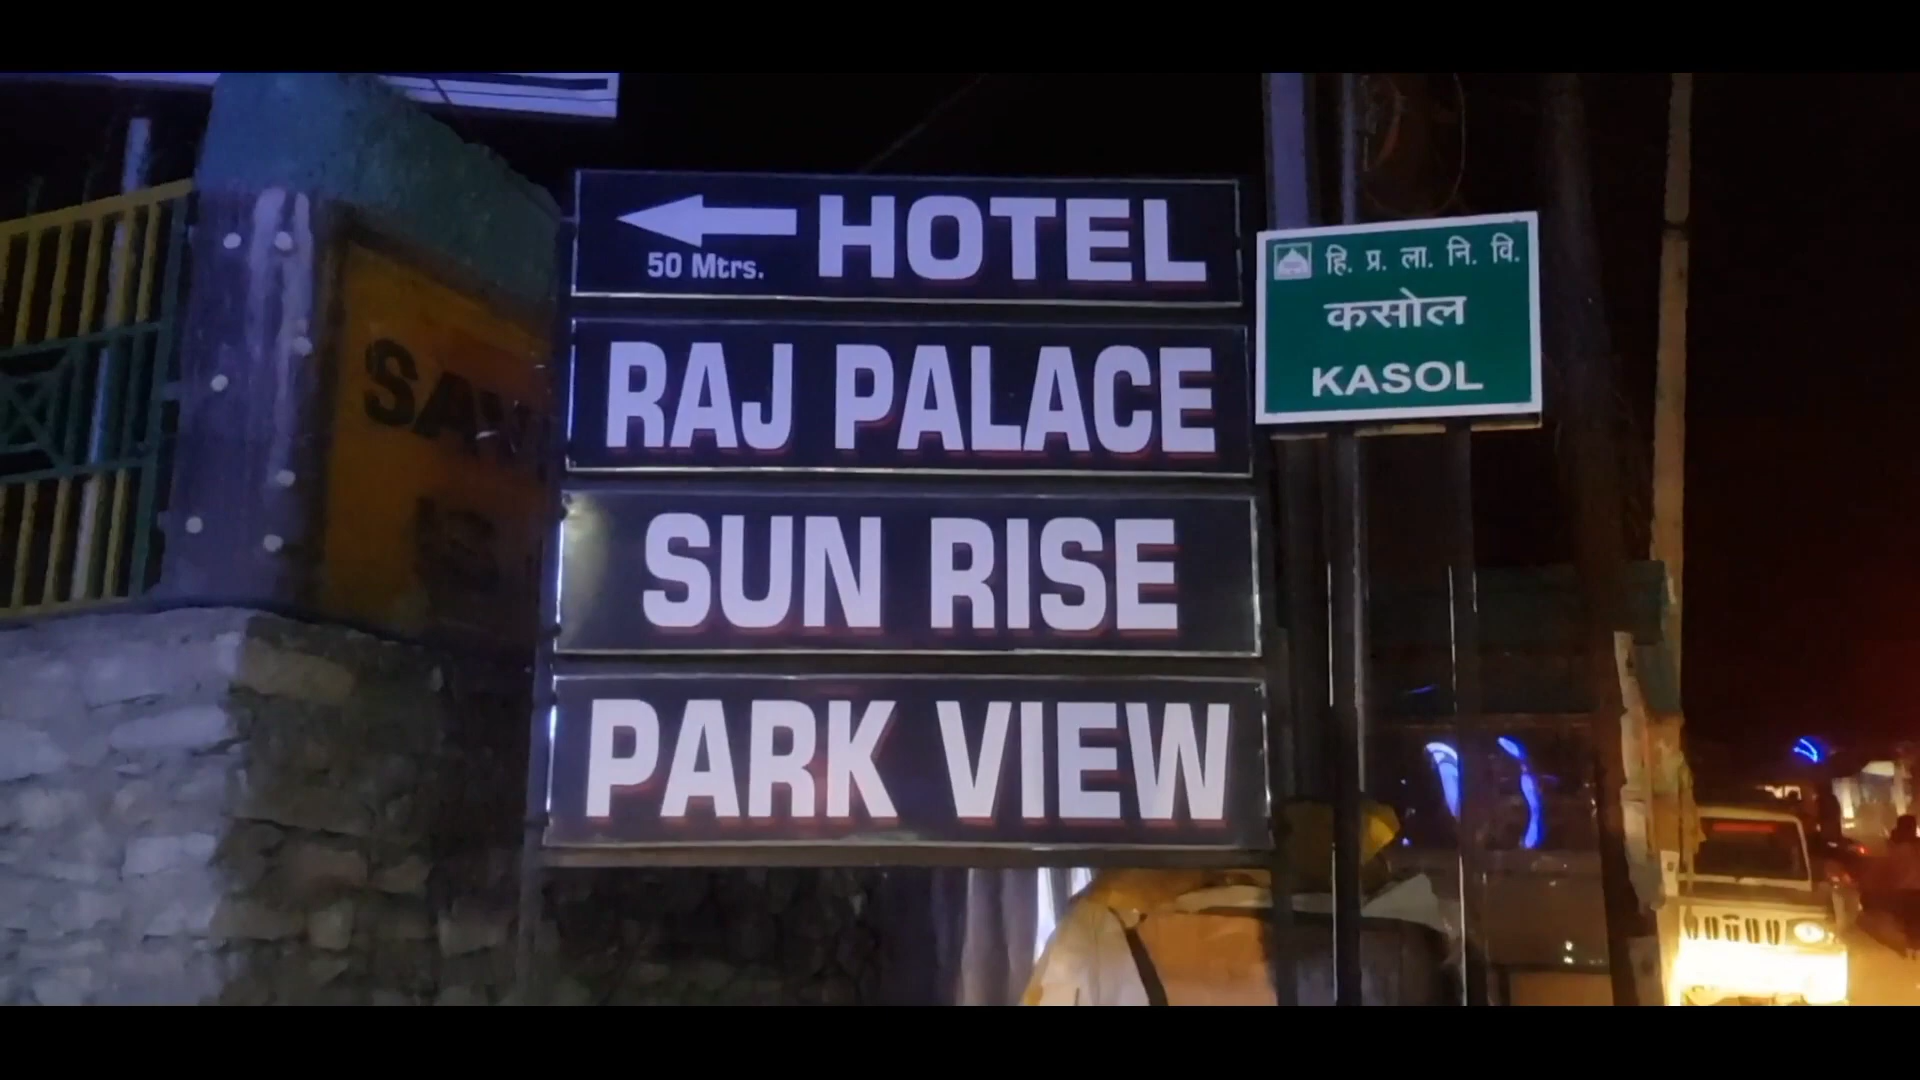 HOTEL
50 Mtrs.
RAJ PALACE
SUN RISE
PARK VIEW
हि. प्र. ला. नि. वि.
कसोल
KASOL